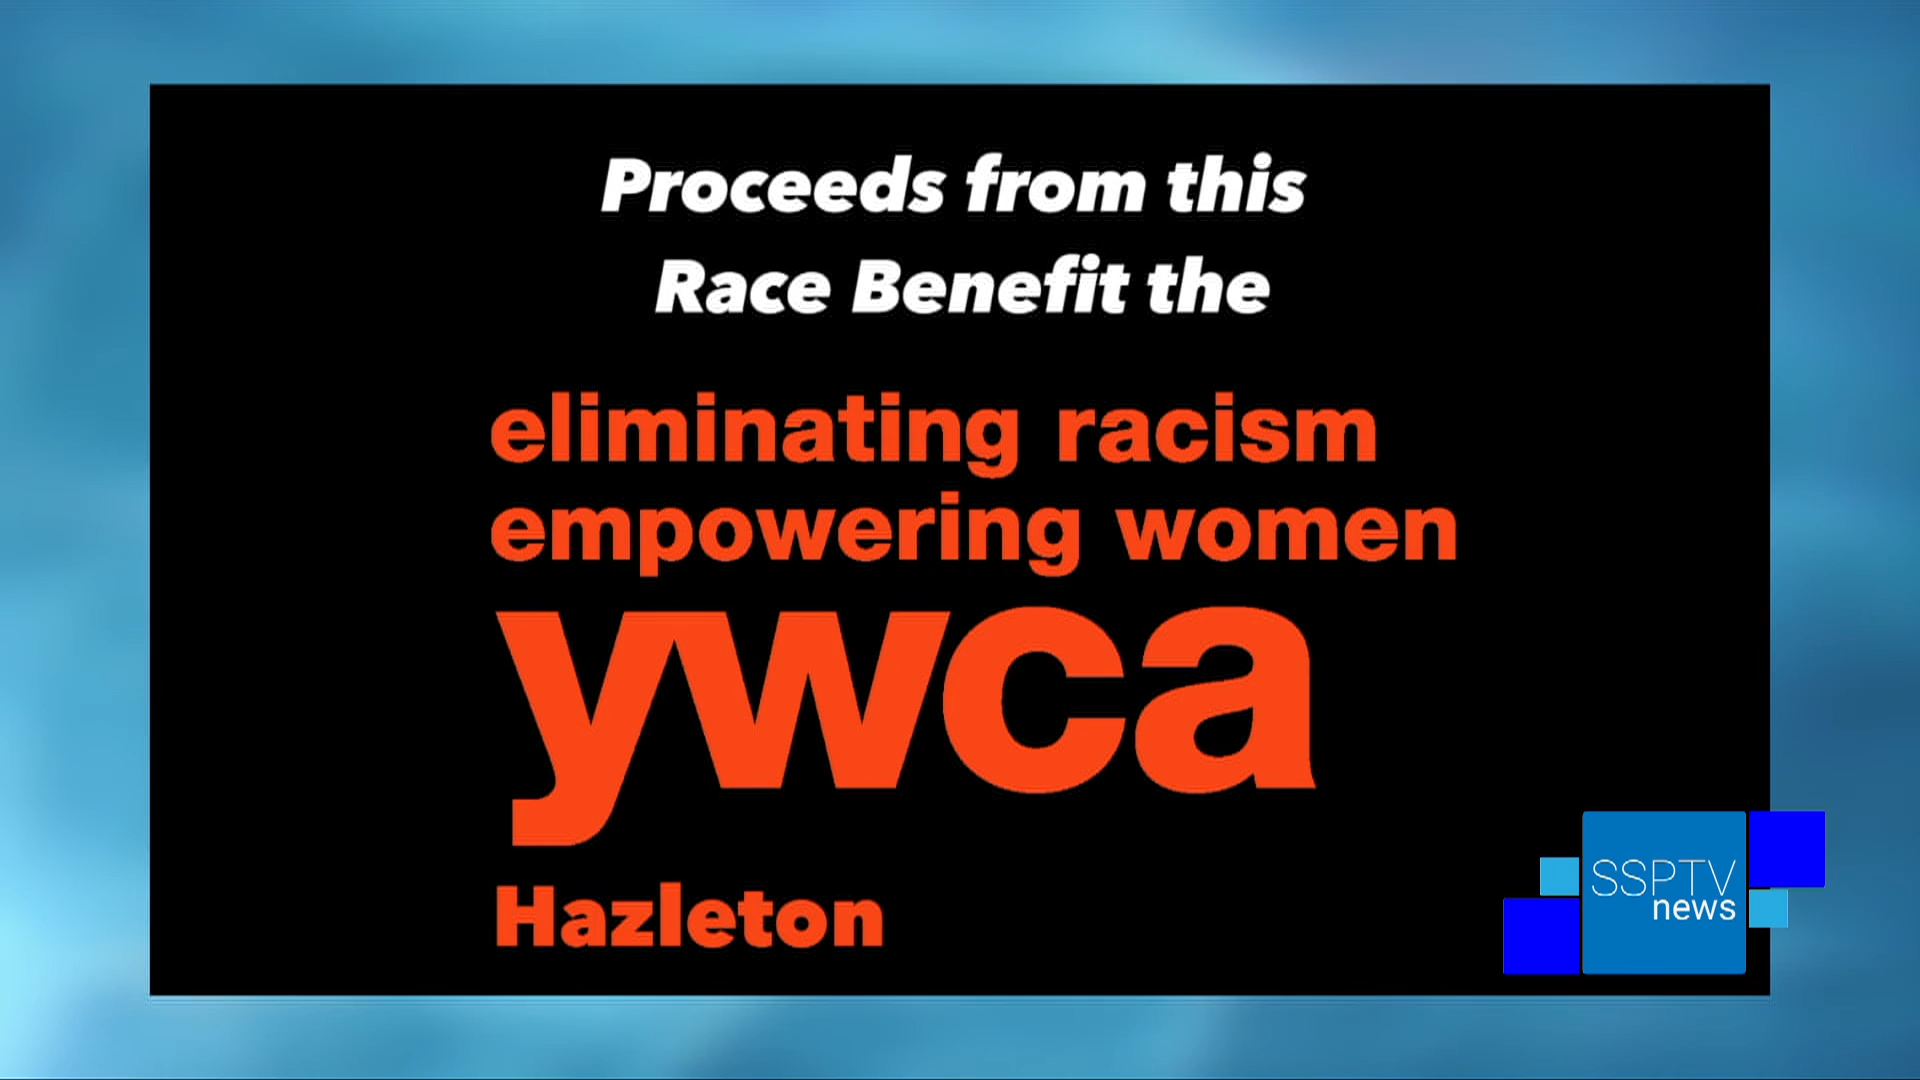 Proceeds from this
Race Benefit the
eliminating racism
empowering women
ywca
Hazleton
SSPTV
news